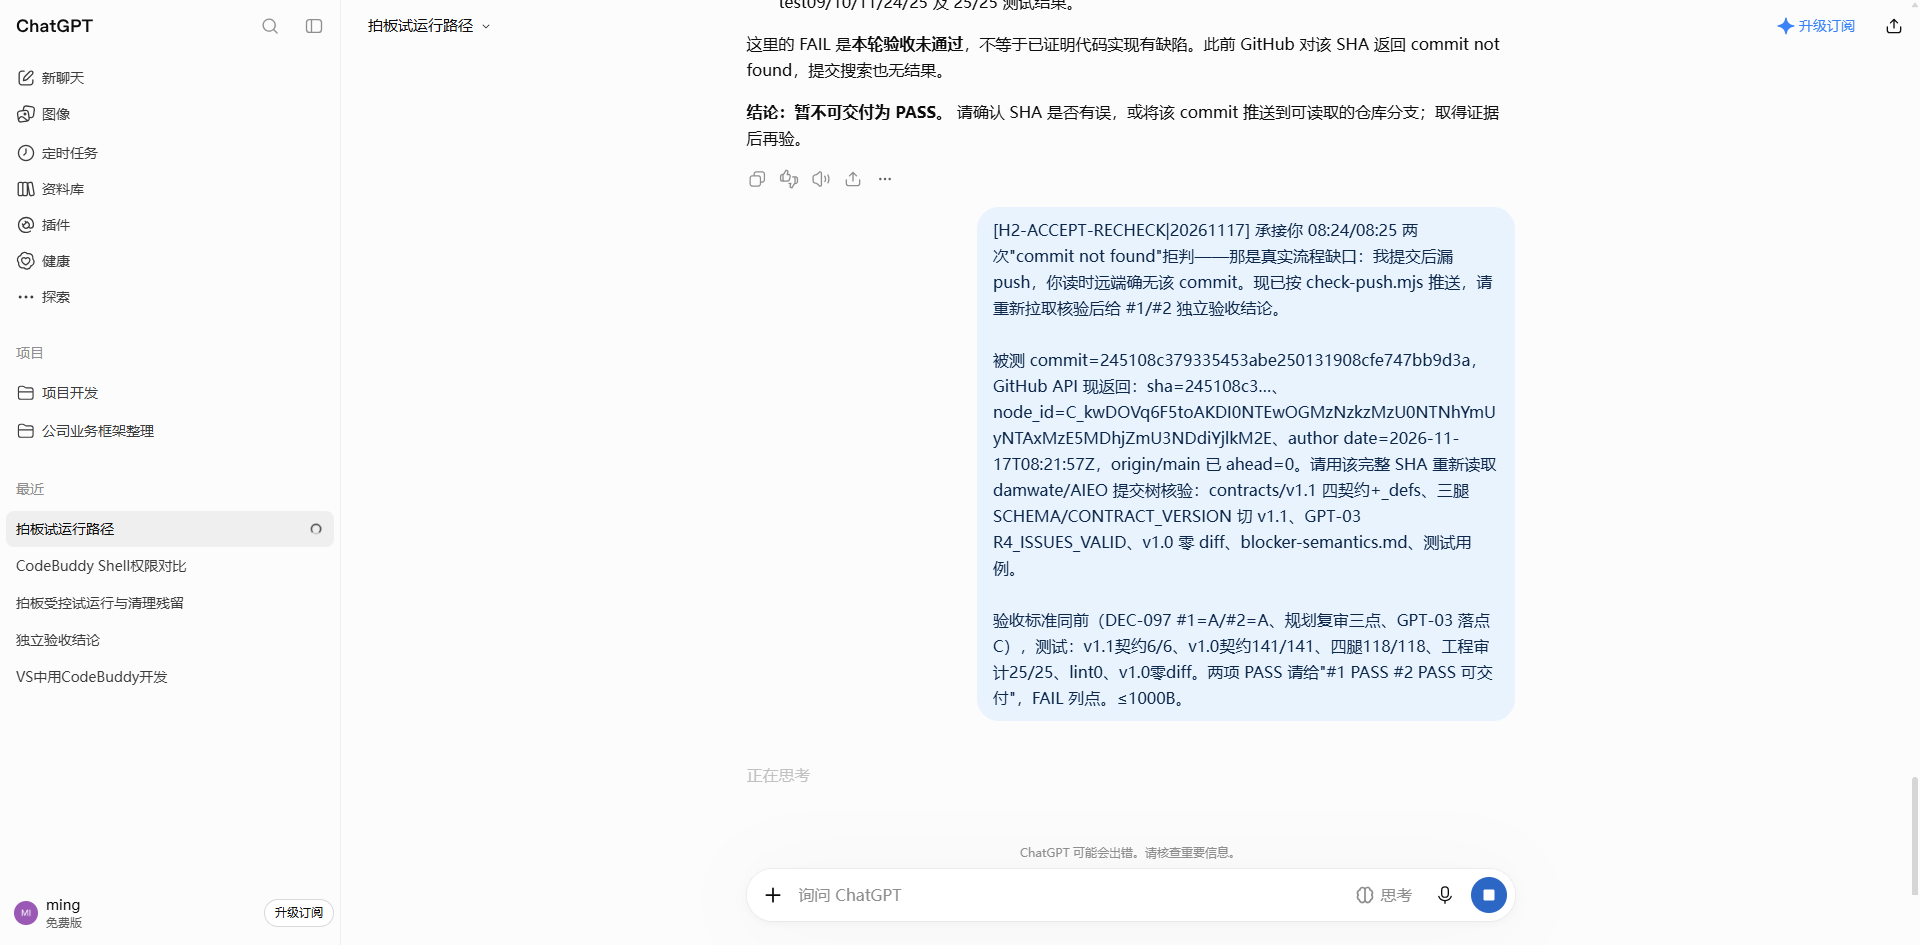 ChatGPT
新聊天
图像
定时任务
资料库
插件
健康
探索
项目
项目开发
公司业务框架整理
最近
拍板试运行路径
CodeBuddy Shell权限对比
拍板受控试运行与清理残留
独立验收结论
VS中用CodeBuddy开发
MI
ming
免费版
升级订阅
拍板试运行路径
升级订阅
test09/10/11/24/25 及 25/25 测试结果。
这里的 FAIL 是本轮验收未通过，不等于已证明代码实现有缺陷。此前 GitHub 对该 SHA 返回 commit not
found，提交搜索也无结果。
结论：暂不可交付为 PASS。 请确认 SHA 是否有误，或将该 commit 推送到可读取的仓库分支；取得证据
后再验。
[H2-ACCEPT-RECHECK|20261117] 承接你 08:24/08:25 两
次"commit not found"拒判——那是真实流程缺口：我提交后漏
push，你读时远端确无该 commit。现已按 check-push.mjs 推送，请
重新拉取核验后给 #1/#2 独立验收结论。
被测 commit=245108c379335453abe250131908cfe747bb9d3a，
GitHub API 现返回：sha=245108c3...、
node_id=C_kwDOVq6F5toAKDI0NTEwOGMzNzkzMzU0NTNhYmU
yNTAxMzE5MDhjZmU3NDdiYjlkM2E、author date=2026-11-
17T08:21:57Z，origin/main 已 ahead=0。请用该完整 SHA 重新读取
damwate/AIEO 提交树核验：contracts/v1.1 四契约+_defs、三腿
SCHEMA/CONTRACT_VERSION 切 v1.1、GPT-03
R4_ISSUES_VALID、v1.0 零 diff、blocker-semantics.md、测试用
例。
验收标准同前（DEC-097 #1=A/#2=A、规划复审三点、GPT-03 落点
C），测试：v1.1契约6/6、v1.0契约141/141、四腿118/118、工程审
计25/25、lint0、v1.0零diff。两项 PASS 请给"#1 PASS #2 PASS 可交
付"，FAIL 列点。≤1000B。
正在思考
ChatGPT 可能会出错。请核查重要信息。
询问 ChatGPT
思考